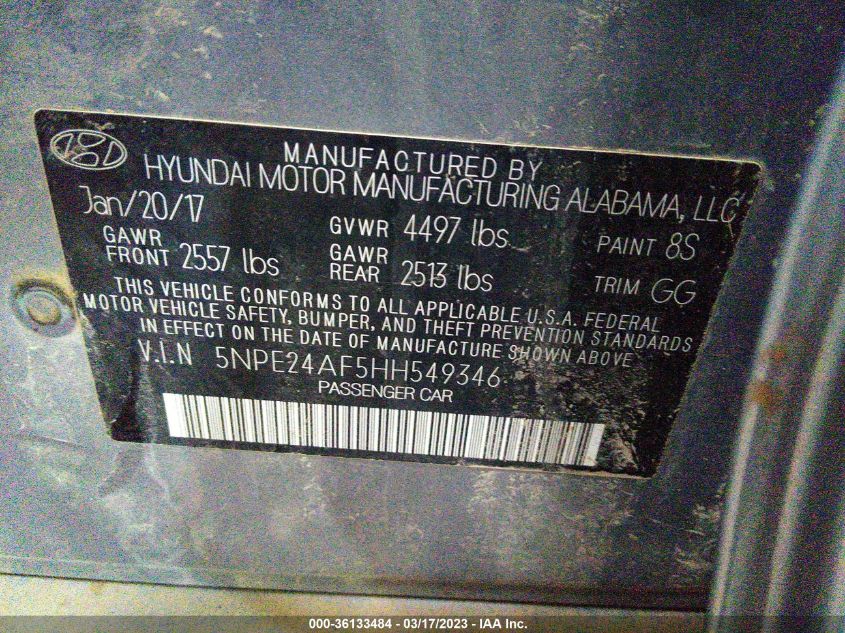 MANUFACTURED BY
HYUNDAI MOTOR MANUFACTURING ALABAMA, LLC
Jan/20/17 GVWR 4497 lbs PAINT 8S
GAWR FRONT 2557 lbs GAWR REAR 2513 lbs TRIM GG
THIS VEHICLE CONFORMS TO ALL APPLICABLE U.S.A. FEDERAL
MOTOR VEHICLE SAFETY, BUMPER, AND THEFT PREVENTION STANDARDS
IN EFFECT ON THE DATE OF MANUFACTURE SHOWN ABOVE
V.I.N 5NPE24AF5HH549346
PASSENGER CAR
000-36133484 - 03/17/2023 - IAA Inc.